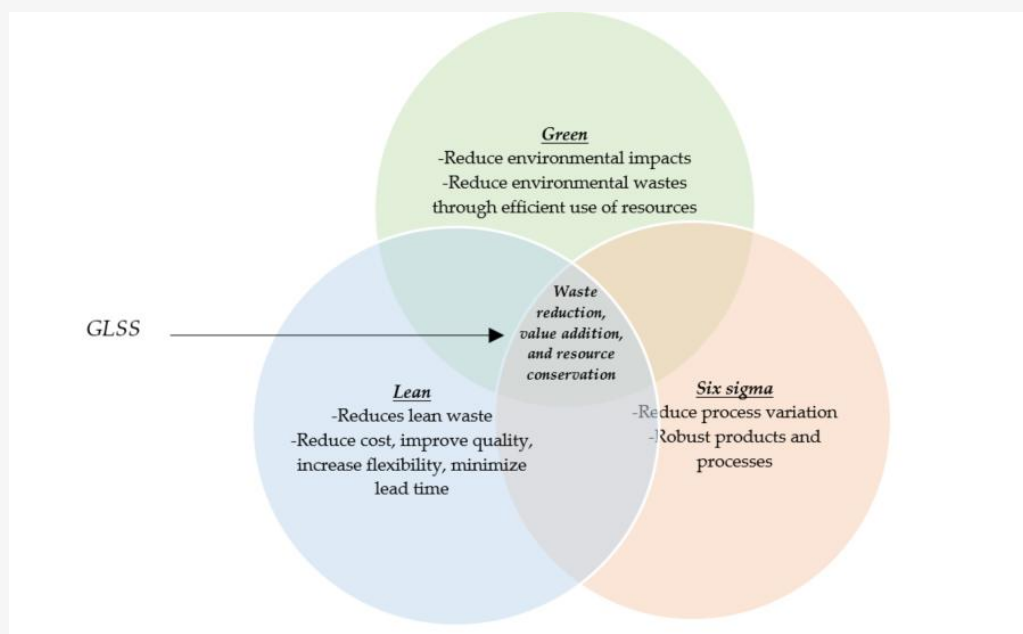 Green
-Reduce environmental impacts
-Reduce environmental wastes
through efficient use of resources
Waste
reduction,
value addition,
and resource
conservation
GLSS
Lean
-Reduces lean waste
-Reduce cost, improve quality,
increase flexibility, minimize
lead time
Six sigma
-Reduce process variation
-Robust products and
processes